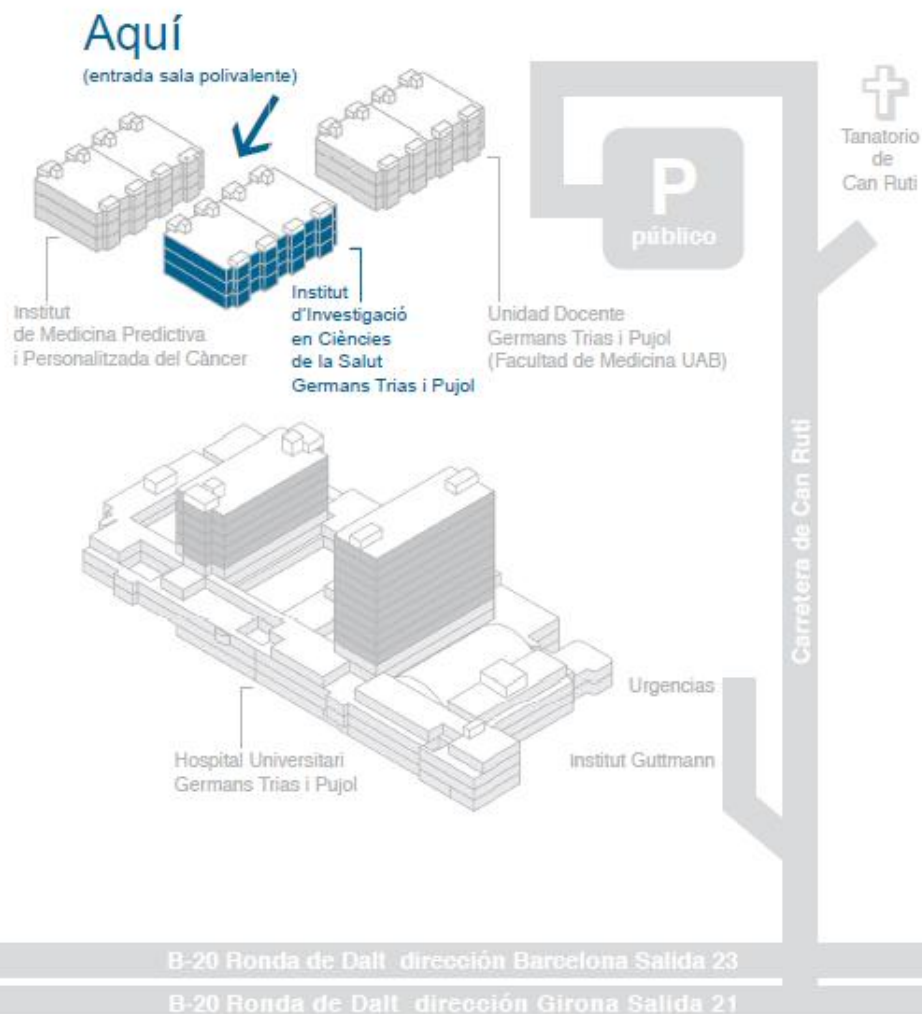 Aquí
(entrada sala polivalente)
P
público
Tanatorio
de
Can Ruti
Institut
de Medicina Predictiva
i Personalitzada del Càncer
Institut
d'Investigació
en Ciències
de la Salut
Germans Trias i Pujol
Unidad Docente
Germans Trias i Pujol
(Facultad de Medicina UAB)
Carretera de Can Ruti
Urgencias
Institut Guttmann
Hospital Universitari
Germans Trias i Pujol
B-20 Ronda de Dalt dirección Barcelona Salida 23
B-20 Ronda de Dalt dirección Girona Salida 21